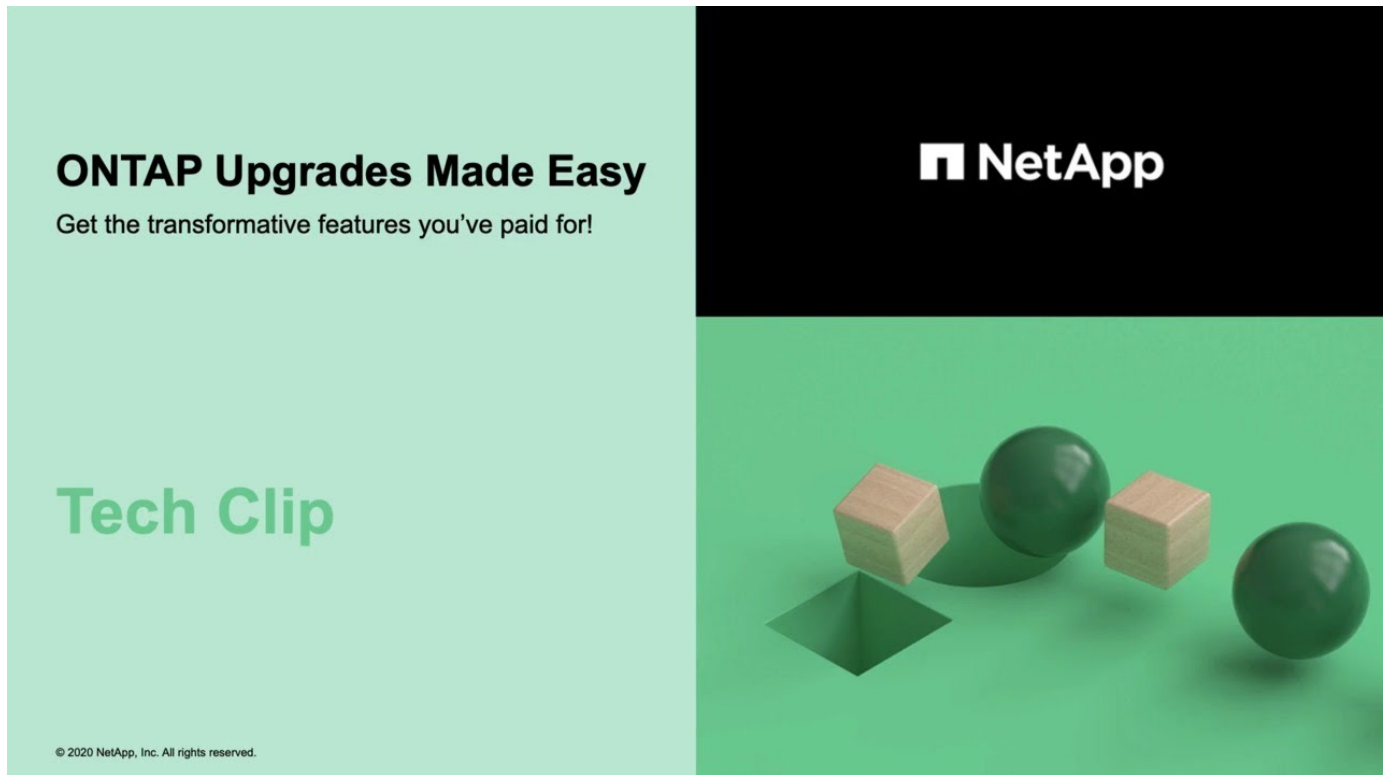 ONTAP Upgrades Made Easy
Get the transformative features you've paid for!
Tech Clip
© 2020 NetApp, Inc. All rights reserved.
NetApp